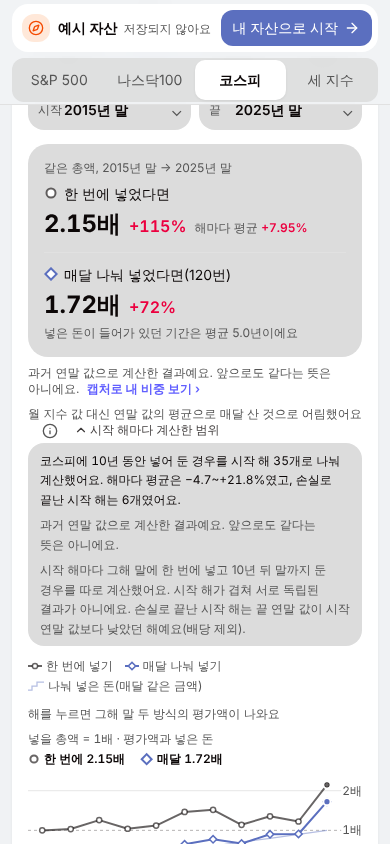 예시 자산 저장되지 않아요 내 자산으로 시작 →
S&P 500 나스닥100 코스피 세 지수
시작 2015년 말 끝 2025년 말
같은 총액, 2015년 말 → 2025년 말
한 번에 넣었다면
2.15배 +115% 해마다 평균 +7.95%
매달 나눠 넣었다면(120번)
1.72배 +72%
넣은 돈이 들어가 있던 기간은 평균 5.0년이에요
과거 연말 값으로 계산한 결과예요. 앞으로도 같다는 뜻은
아니에요. 캡처로 내 비중 보기 ›
월 지수 값 대신 연말 값의 평균으로 매달 산 것으로 어림했어요
시작 해마다 계산한 범위
코스피에 10년 동안 넣어 둔 경우를 시작 해 35개로 나눠
계산했어요. 해마다 평균은 −4.7~+21.8%였고, 손실로
끝난 시작 해는 6개였어요.
과거 연말 값으로 계산한 결과예요. 앞으로도 같다는
뜻은 아니에요.
시작 해마다 그해 말에 한 번에 넣고 10년 뒤 말까지 둔
경우를 따로 계산했어요. 시작 해가 겹쳐 서로 독립된
결과가 아니에요. 손실로 끝난 시작 해는 끝 연말 값이 시작
연말 값보다 낮았던 해예요(배당 제외).
한 번에 넣기 매달 나눠 넣기
나눠 넣은 돈(매달 같은 금액)
해를 누르면 그해 말 두 방식의 평가액이 나와요
넣을 총액 = 1배 · 평가액과 넣은 돈
한 번에 2.15배 매달 1.72배
2배
1배